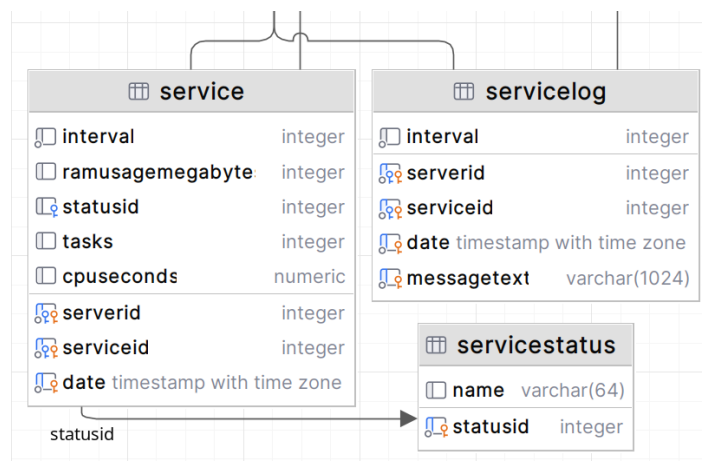 service
interval integer
ramusagemegabyte integer
statusid integer
tasks integer
cpuseconds numeric
serverid integer
serviceid integer
date timestamp with time zone
servicelog
interval integer
serverid integer
serviceid integer
date timestamp with time zone
messagetext varchar(1024)
servicestatus
name varchar(64)
statusid integer
statusid